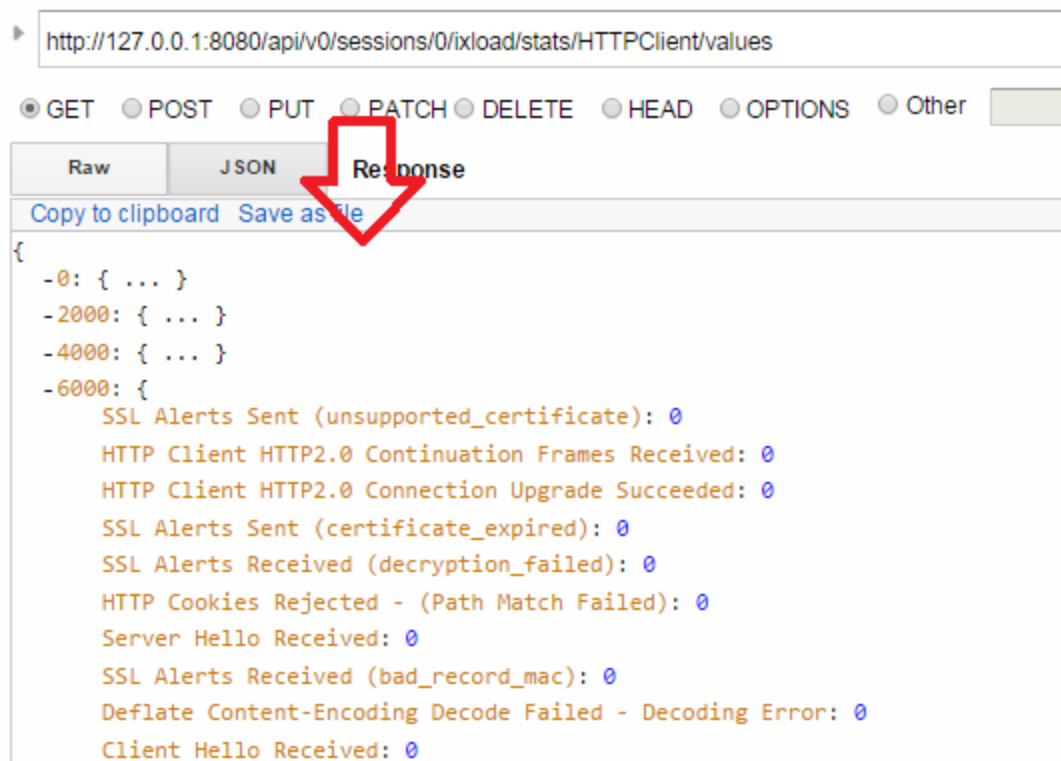 http://127.0.0.1:8080/api/v0/sessions/0/ixload/stats/HTTPClient/values
GET POST PUT PATCH DELETE HEAD OPTIONS Other
Raw JSON Response
Copy to clipboard Save as file
{
-0: { ... }
-2000: { ... }
-4000: { ... }
-6000: {
SSL Alerts Sent (unsupported_certificate): 0
HTTP Client HTTP2.0 Continuation Frames Received: 0
HTTP Client HTTP2.0 Connection Upgrade Succeeded: 0
SSL Alerts Sent (certificate_expired): 0
SSL Alerts Received (decryption_failed): 0
HTTP Cookies Rejected - (Path Match Failed): 0
Server Hello Received: 0
SSL Alerts Received (bad_record_mac): 0
Deflate Content-Encoding Decode Failed - Decoding Error: 0
Client Hello Received: 0